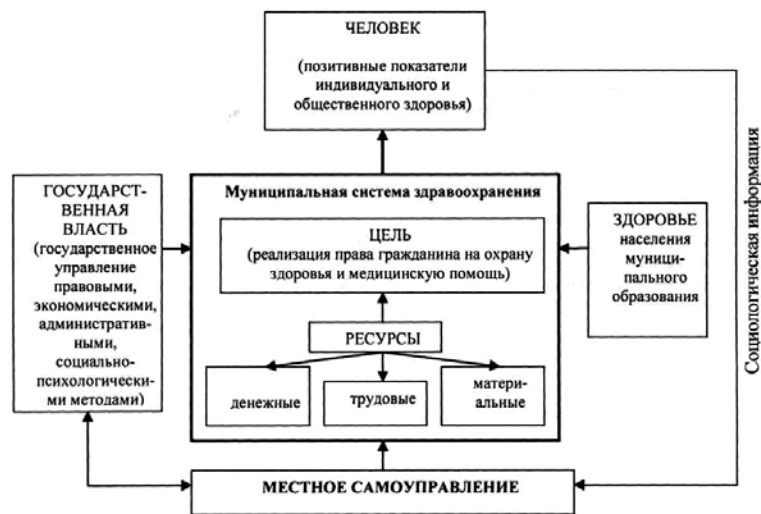 ЧЕЛОВЕК
(позитивные показатели
индивидуального и
общественного здоровья)
Социологическая информация
ГОСУДАРСТ-
ВЕННАЯ
ВЛАСТЬ
(государственное
управление
правовыми,
экономическими,
административ-
ными,
социально-
психологически-
ми методами)
Муниципальная система здравоохранения
ЦЕЛЬ
(реализация права гражданина на охрану
здоровья и медицинскую помощь)
РЕСУРСЫ
денежные
трудовые
матери-
альные
ЗДОРОВЬЕ
населения
муници-
пального
образования
МЕСТНОЕ САМОУПРАВЛЕНИЕ